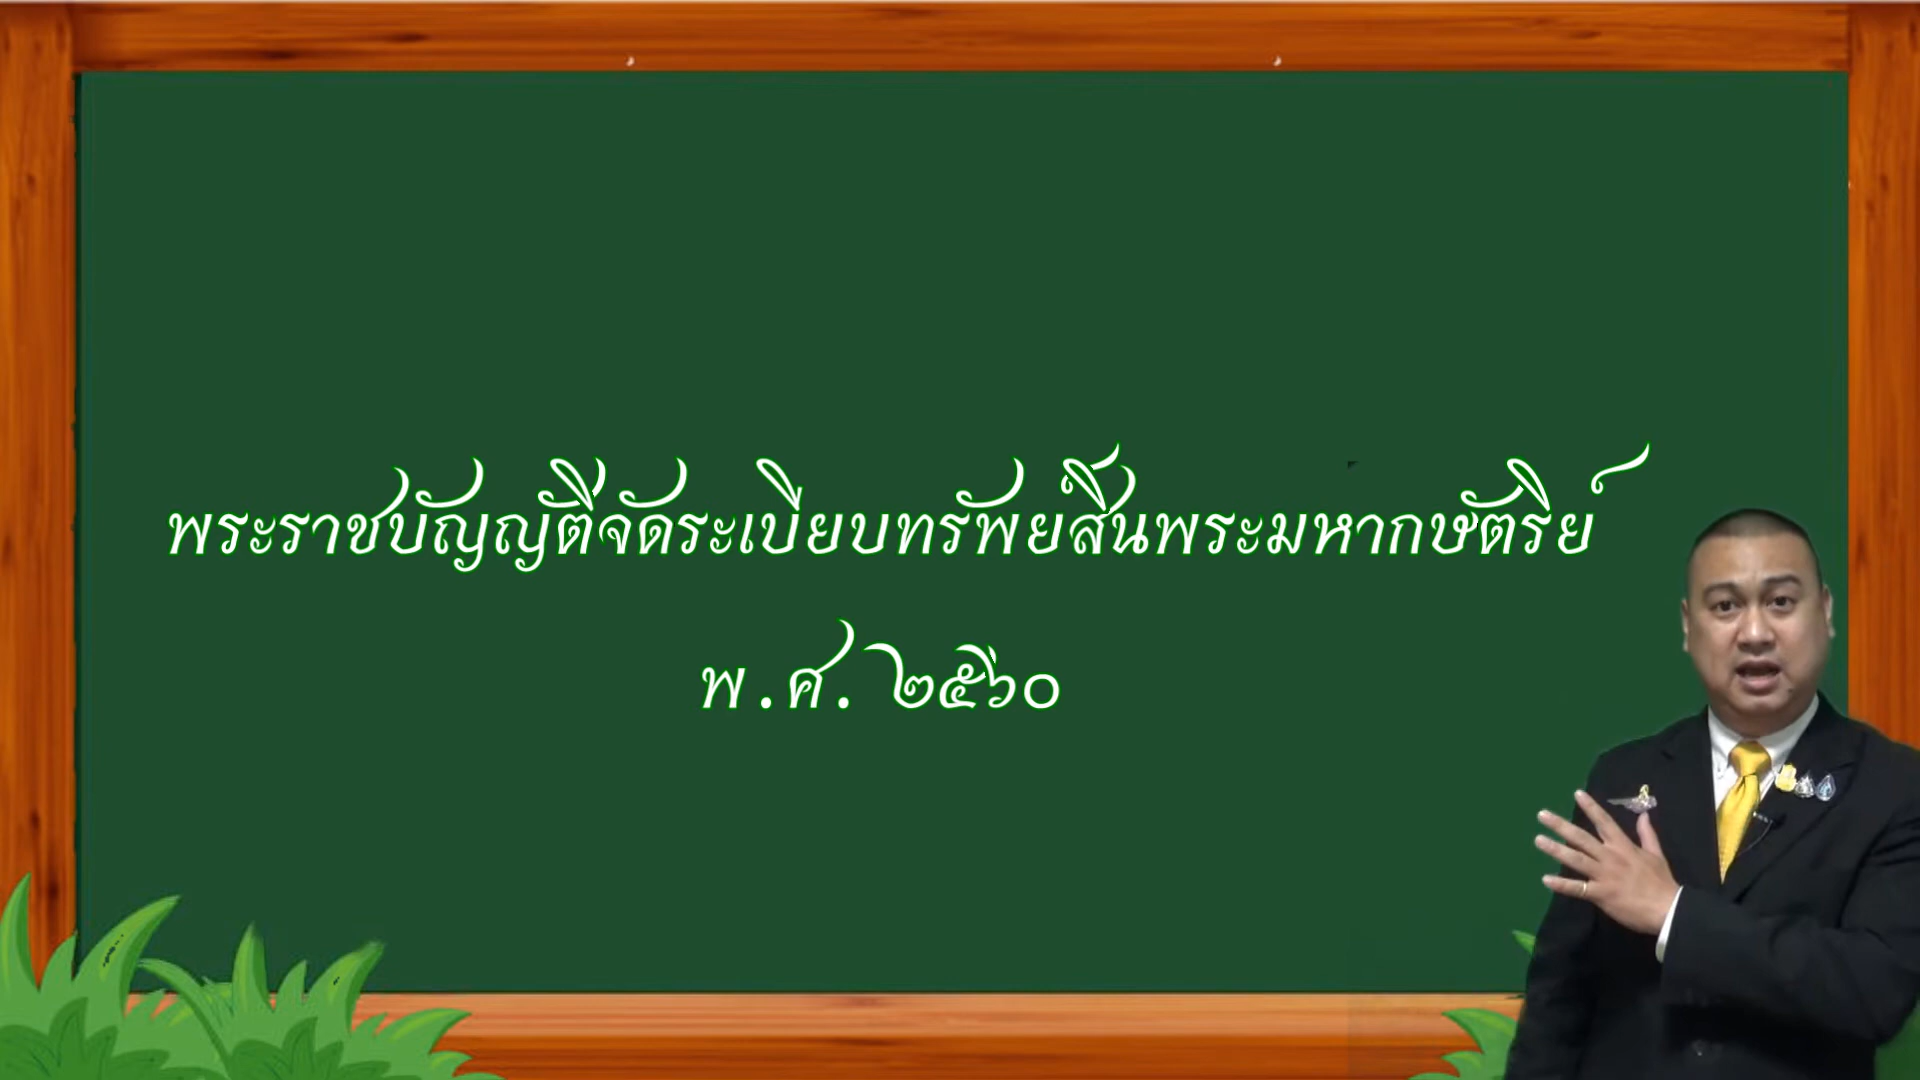 พระราชบัญญัติจัดระเบียบทรัพย์สินพระมหากษัตริย์
พ.ศ. ๒๕๖๐